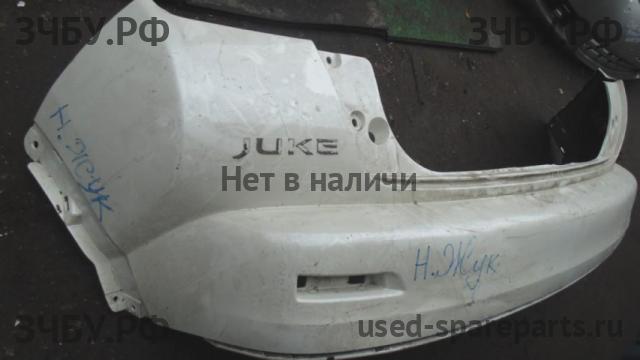 ЗЧБУ.РФ
ЗЧБУ.РФ
Н. Жук
JUKE
Нет в наличи
Н.Жук
ЗЧБУ.РФ
used-spareparts.ru